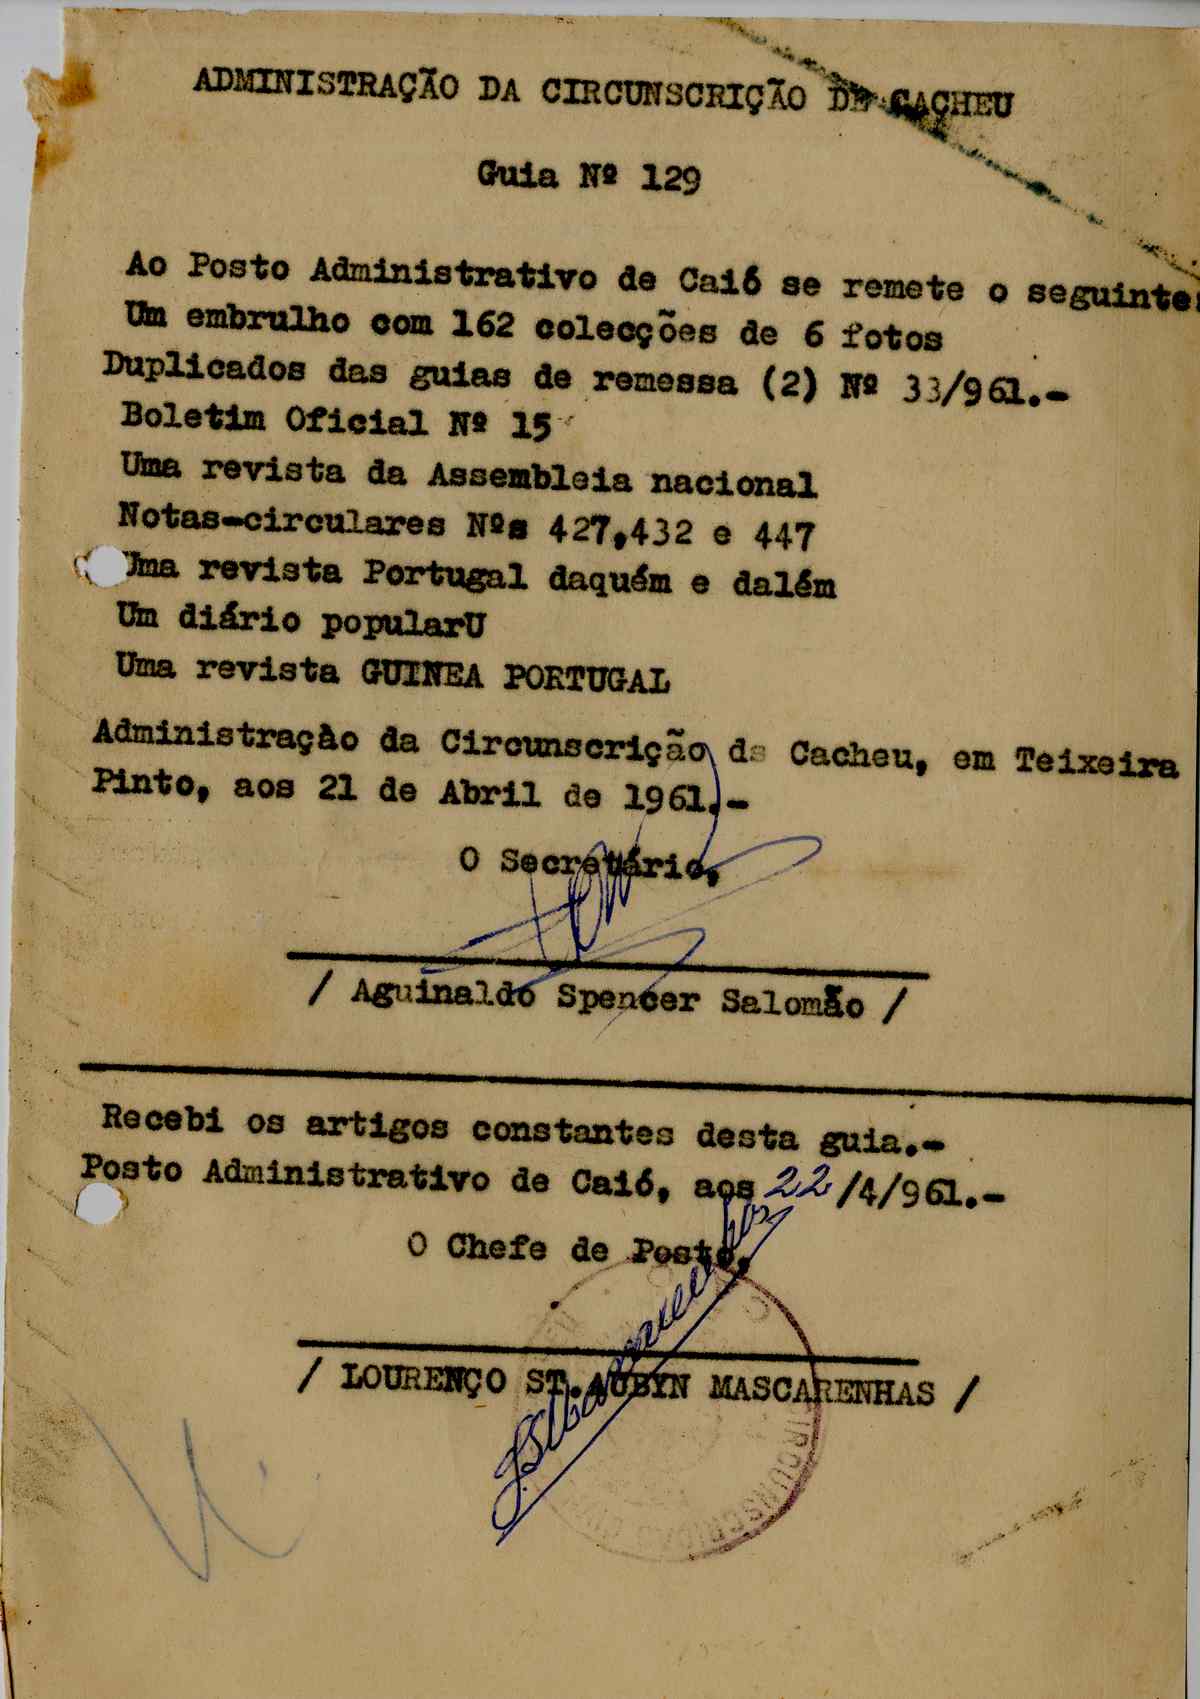 ADMINISTRAÇÃO DA CIRCUNSCRIÇÃO DE CACHEU
Guia Nº 129
Ao Posto Administrativo de Caió se remete o seguinte:
Um embrulho com 162 colecções de 6 fotos
Duplicados das guias de remessa (2) Nº 33/961.-
Boletim Oficial Nº 15
Uma revista da Assembleia nacional
Notas-circulares Nºs 427,432 e 447
Uma revista Portugal daquém e dalém
Um diário popularU
Uma revista GUINEA PORTUGAL
Administração da Circunscrição de Cacheu, em Teixeira
Pinto, aos 21 de Abril de 1961.-
O Secretário,
/ Aguinaldo Spencer Salomão /
Recebi os artigos constantes desta guia.-
Posto Administrativo de Caió, aos 22/4/961.-
O Chefe de Posto,
/ LOURENÇO ST.AUBYN MASCARENHAS /